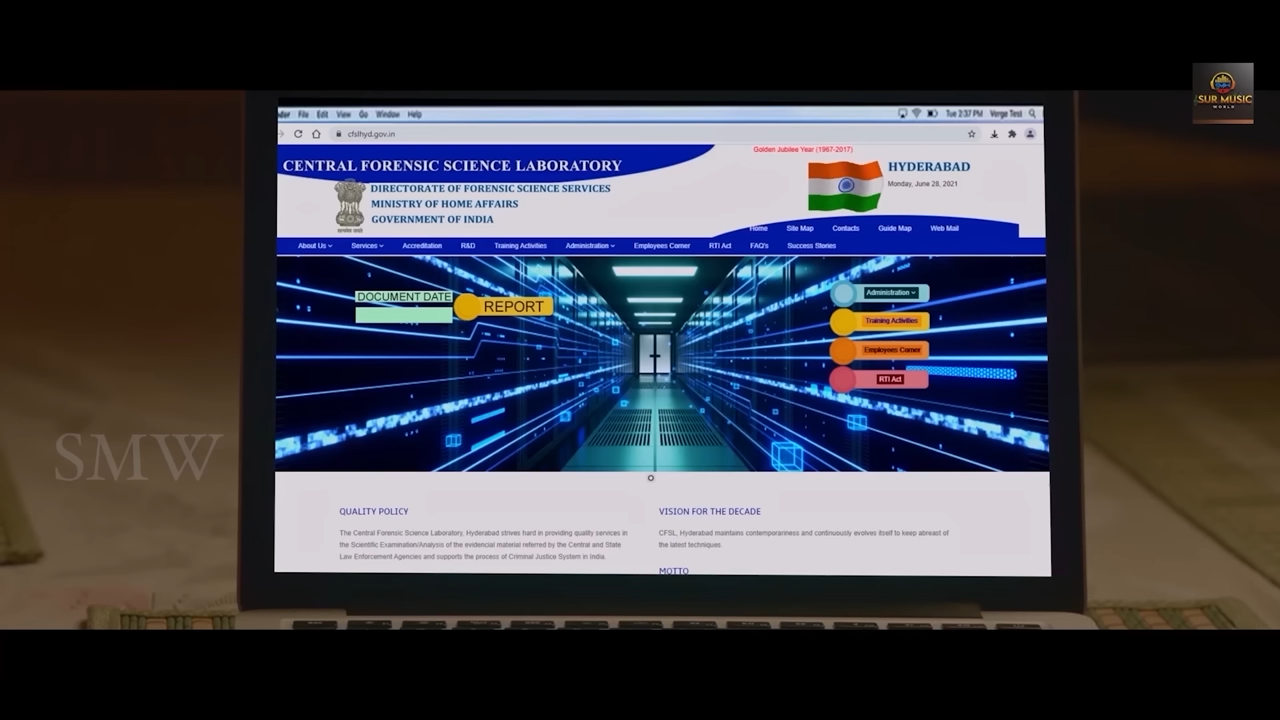 SUR MUSIC
WORLD
File Edit View Go Window Help
Tue 2:37 PM Verge Test
cfslhyd.gov.in
Golden Jubilee Year (1967-2017)
CENTRAL FORENSIC SCIENCE LABORATORY
HYDERABAD
DIRECTORATE OF FORENSIC SCIENCE SERVICES
Monday, June 28, 2021
MINISTRY OF HOME AFFAIRS
GOVERNMENT OF INDIA
Home Site Map Contacts Guide Map Web Mail
About Us Services Accreditation R&D Training Activities Administration Employees Corner RTI Act FAQ's Success Stories
DOCUMENT DATE
REPORT
Administration
Training Activities
Employees Corner
RTI Act
SMW
QUALITY POLICY
The Central Forensic Science Laboratory, Hyderabad strives hard in providing quality services in
the Scientific Examination/Analysis of the evidencial material referred by the Central and State
Law Enforcement Agencies and supports the process of Criminal Justice System in India.
VISION FOR THE DECADE
CFSL, Hyderabad maintains contemporariness and continuously evolves itself to keep abreast of
the latest techniques
MOTTO